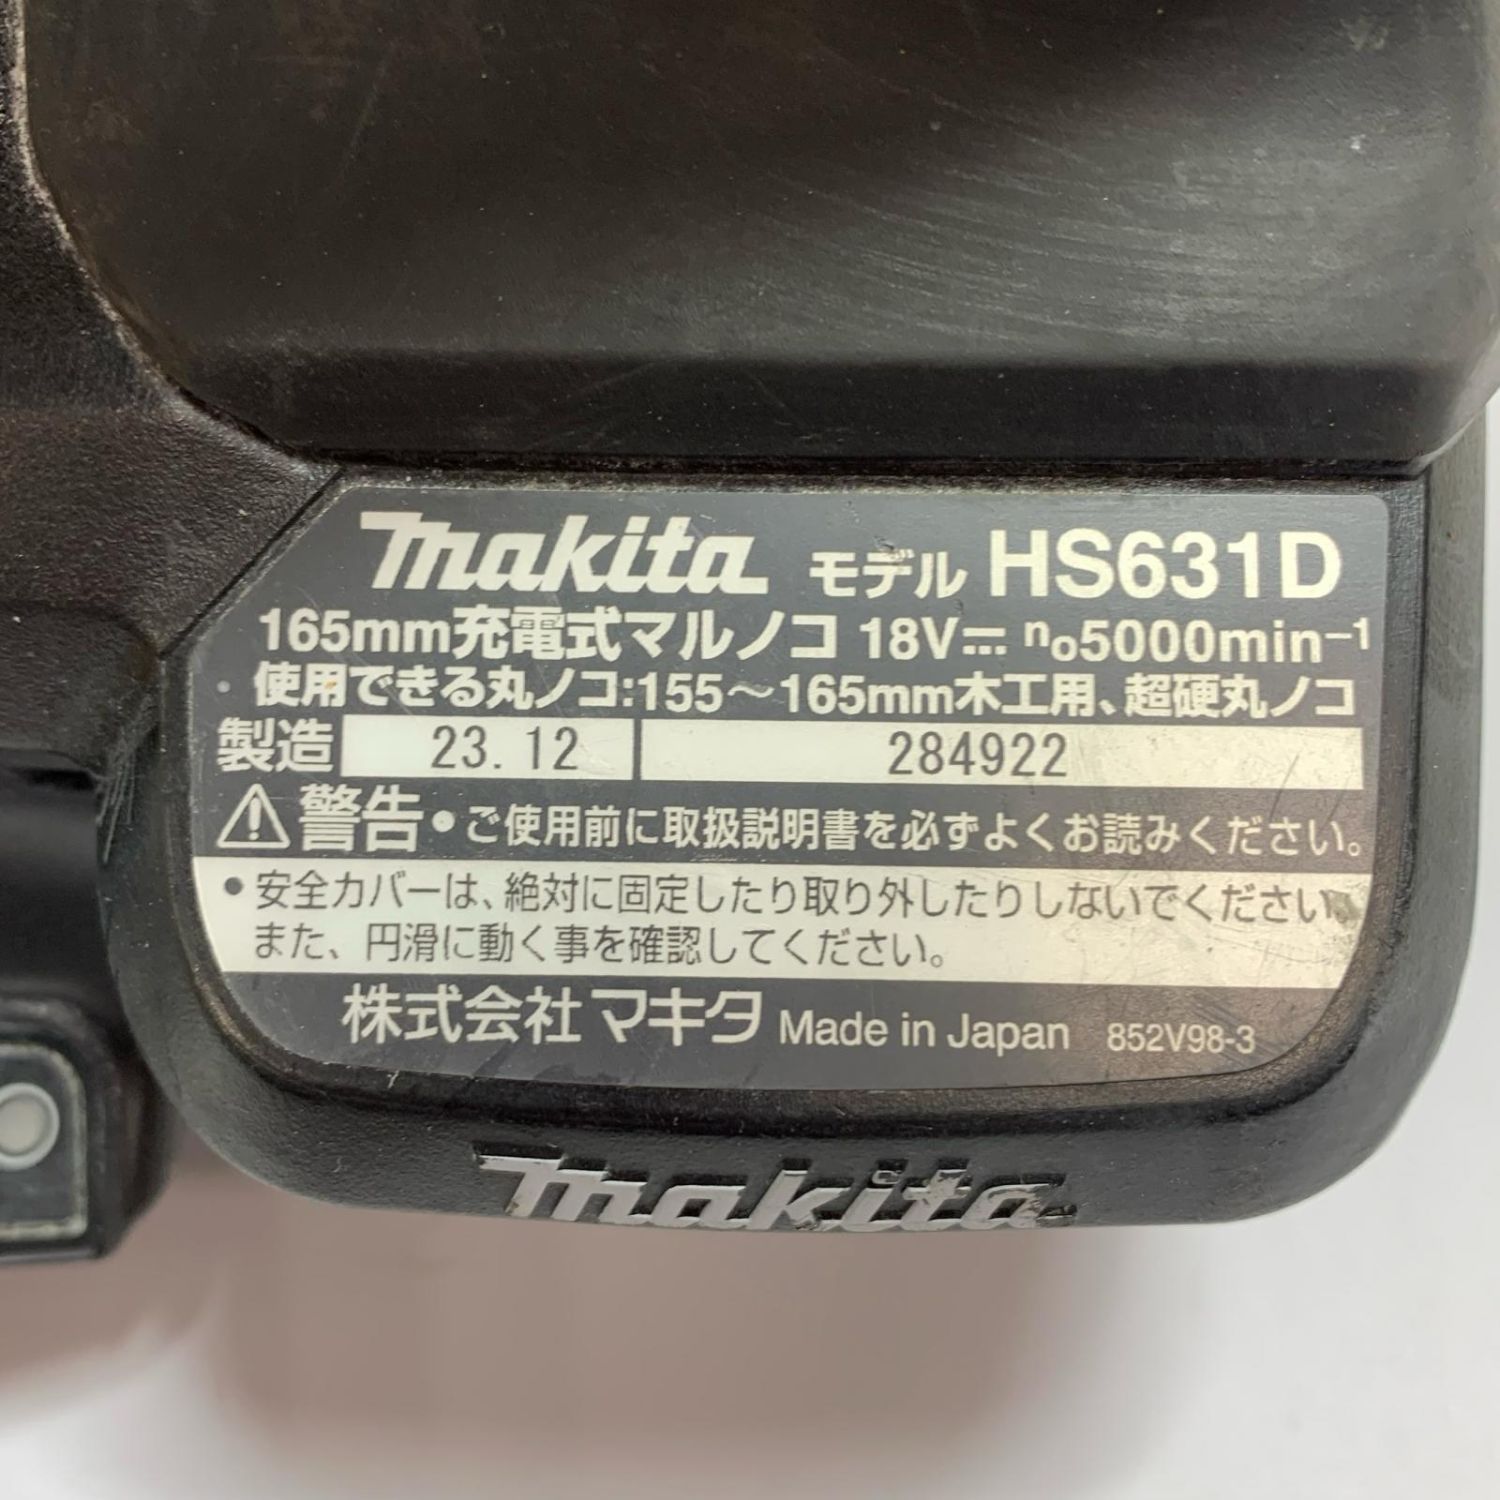 makita モデル HS631D
165mm充電式マルノコ 18V⎓ n₀5000min⁻¹
使用できる丸ノコ:155〜165mm木工用、超硬丸ノコ
製造 23.12 284922
⚠警告•ご使用前に取扱説明書を必ずよくお読みください。
•安全カバーは、絶対に固定したり取り外したりしないでください。
また、円滑に動く事を確認してください。
株式会社マキタ Made in Japan 852V98-3
makita